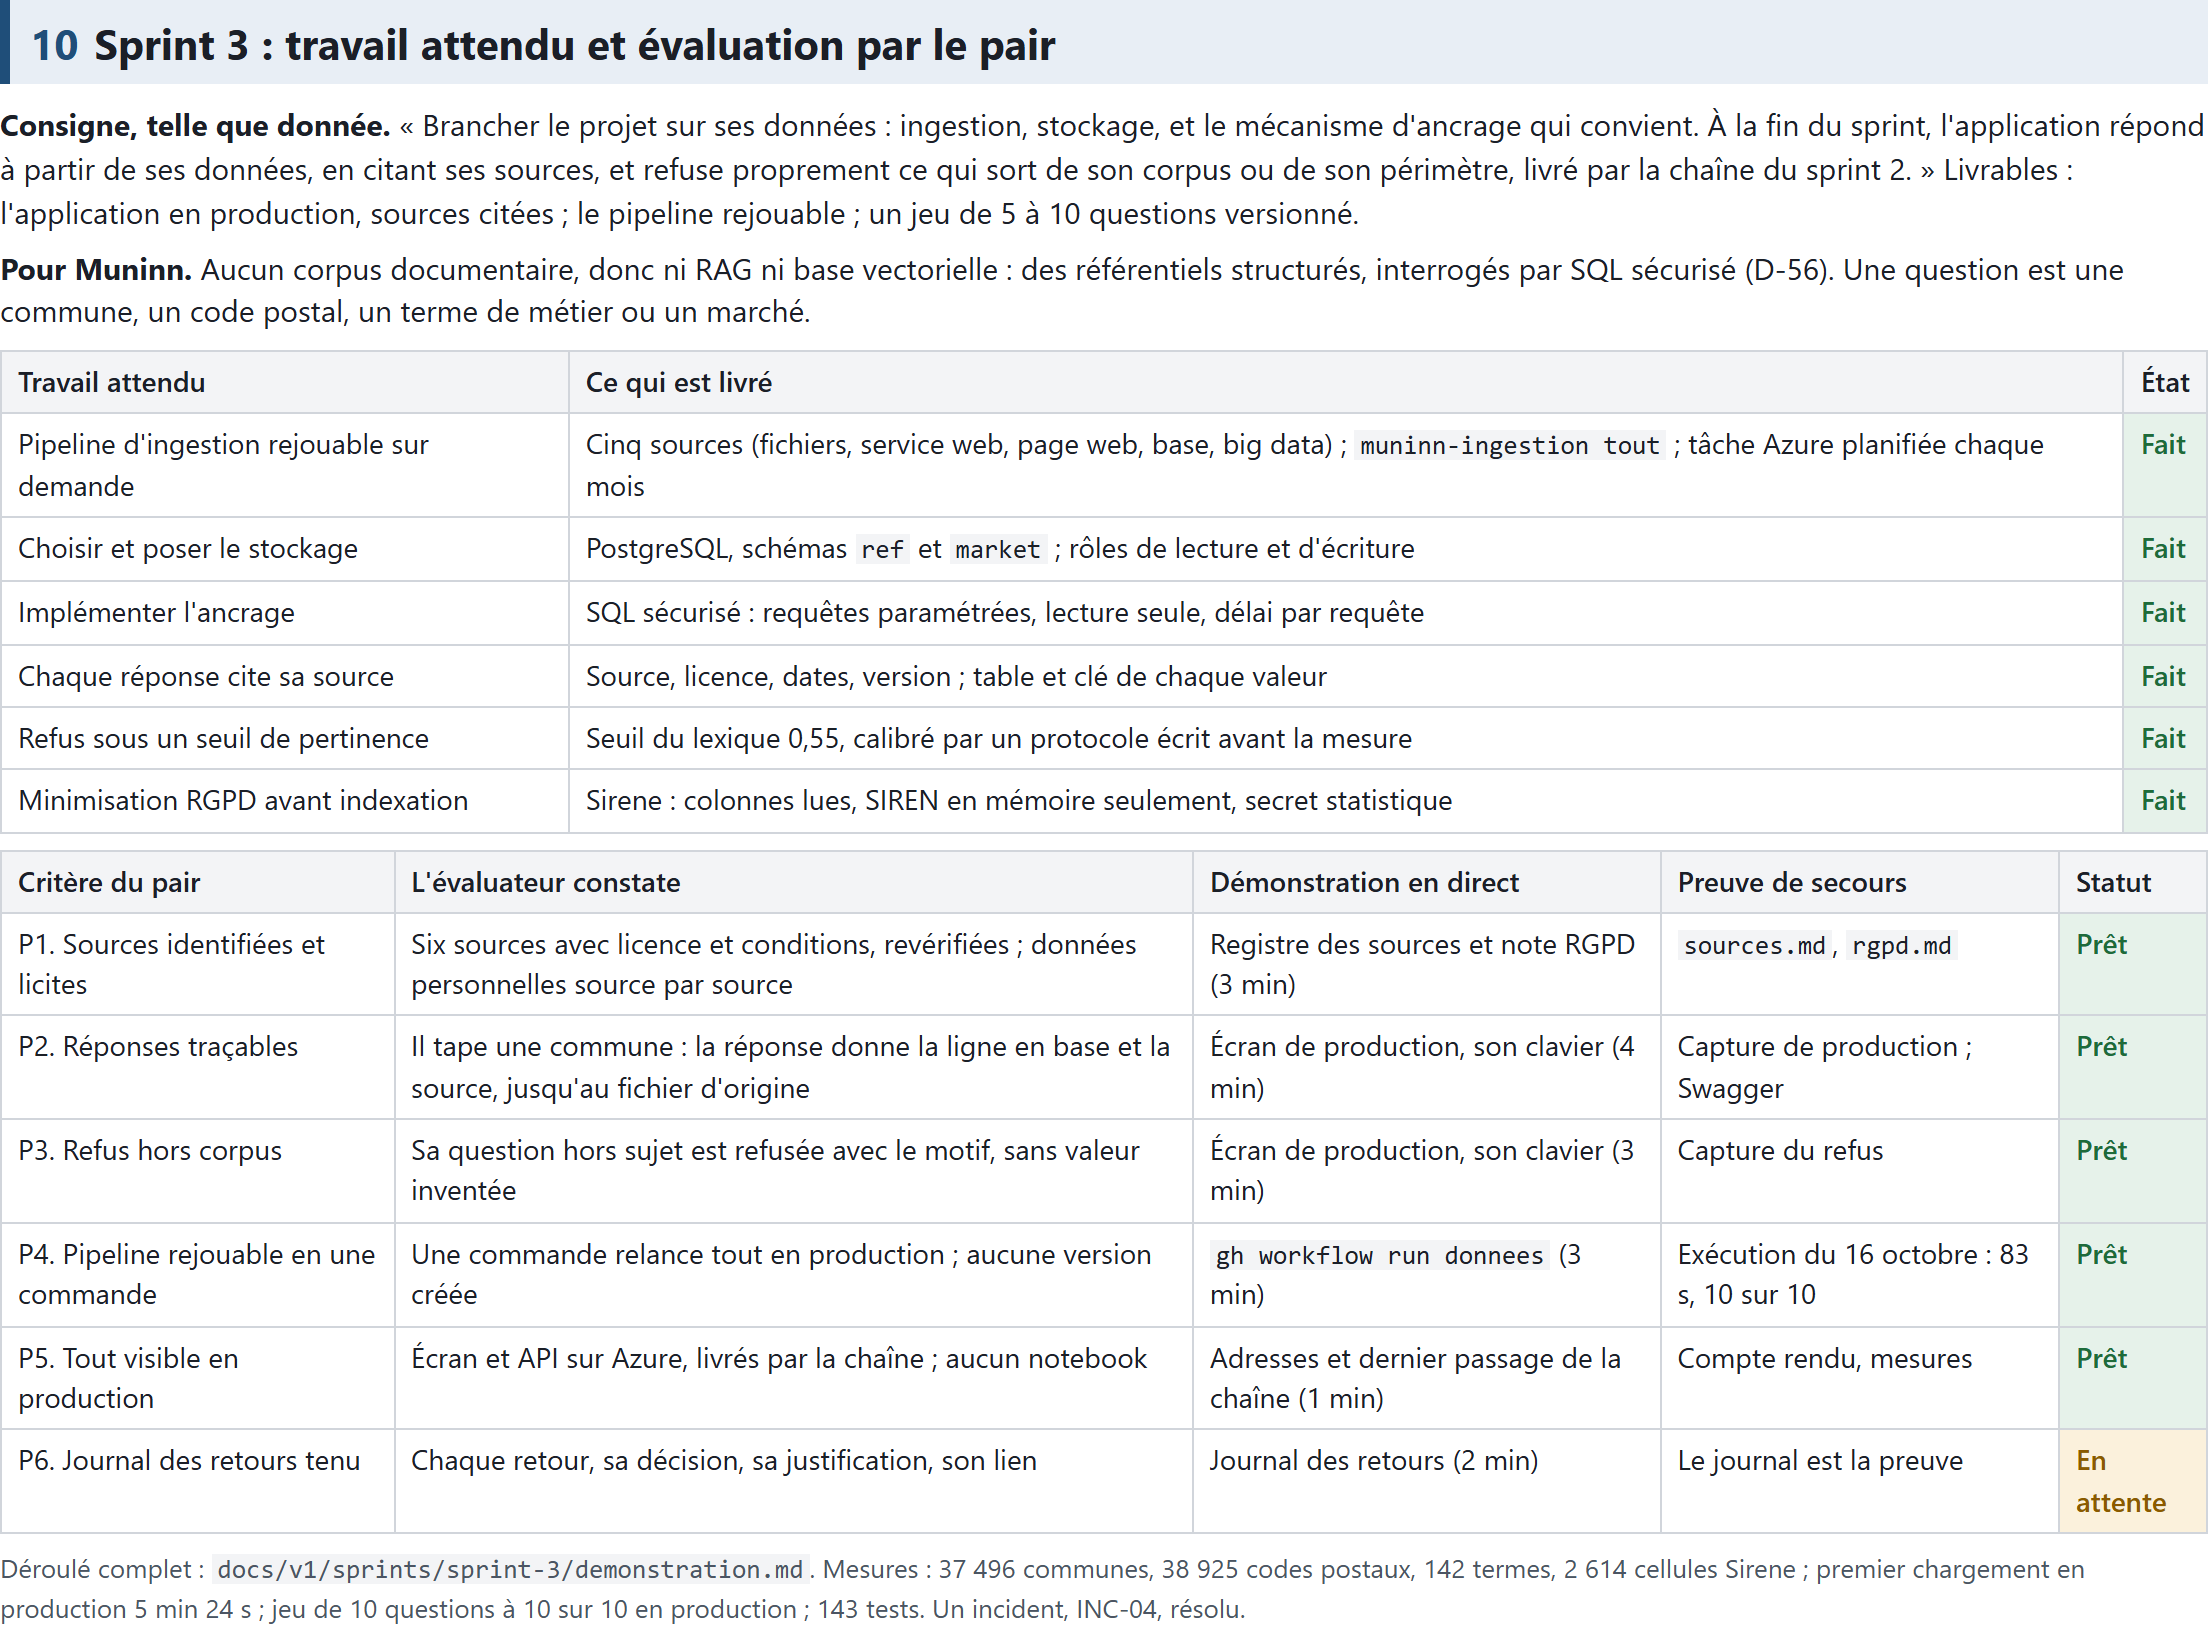 10 Sprint 3 : travail attendu et évaluation par le pair
Consigne, telle que donnée. « Brancher le projet sur ses données : ingestion, stockage, et le mécanisme d'ancrage qui convient. À la fin du sprint, l'application répond
à partir de ses données, en citant ses sources, et refuse proprement ce qui sort de son corpus ou de son périmètre, livré par la chaîne du sprint 2. » Livrables :
l'application en production, sources citées ; le pipeline rejouable ; un jeu de 5 à 10 questions versionné.
Pour Muninn. Aucun corpus documentaire, donc ni RAG ni base vectorielle : des référentiels structurés, interrogés par SQL sécurisé (D-56). Une question est une
commune, un code postal, un terme de métier ou un marché.
Travail attendu Ce qui est livré État
Pipeline d'ingestion rejouable sur Cinq sources (fichiers, service web, page web, base, big data) ; muninn-ingestion tout ; tâche Azure planifiée chaque Fait
demande mois
Choisir et poser le stockage PostgreSQL, schémas ref et market ; rôles de lecture et d'écriture Fait
Implémenter l'ancrage SQL sécurisé : requêtes paramétrées, lecture seule, délai par requête Fait
Chaque réponse cite sa source Source, licence, dates, version ; table et clé de chaque valeur Fait
Refus sous un seuil de pertinence Seuil du lexique 0,55, calibré par un protocole écrit avant la mesure Fait
Minimisation RGPD avant indexation Sirene : colonnes lues, SIREN en mémoire seulement, secret statistique Fait
Critère du pair L'évaluateur constate Démonstration en direct Preuve de secours Statut
P1. Sources identifiées et Six sources avec licence et conditions, revérifiées ; données Registre des sources et note RGPD sources.md, rgpd.md Prêt
licites personnelles source par source (3 min)
P2. Réponses traçables Il tape une commune : la réponse donne la ligne en base et la Écran de production, son clavier (4 Capture de production ; Prêt
source, jusqu'au fichier d'origine min) Swagger
P3. Refus hors corpus Sa question hors sujet est refusée avec le motif, sans valeur Écran de production, son clavier (3 Capture du refus Prêt
inventée min)
P4. Pipeline rejouable en une Une commande relance tout en production ; aucune version gh workflow run donnees (3 Exécution du 16 octobre : 83 Prêt
commande créée min) s, 10 sur 10
P5. Tout visible en Écran et API sur Azure, livrés par la chaîne ; aucun notebook Adresses et dernier passage de la Compte rendu, mesures Prêt
production chaîne (1 min)
P6. Journal des retours tenu Chaque retour, sa décision, sa justification, son lien Journal des retours (2 min) Le journal est la preuve En
attente
Déroulé complet : docs/v1/sprints/sprint-3/demonstration.md. Mesures : 37 496 communes, 38 925 codes postaux, 142 termes, 2 614 cellules Sirene ; premier chargement en
production 5 min 24 s ; jeu de 10 questions à 10 sur 10 en production ; 143 tests. Un incident, INC-04, résolu.